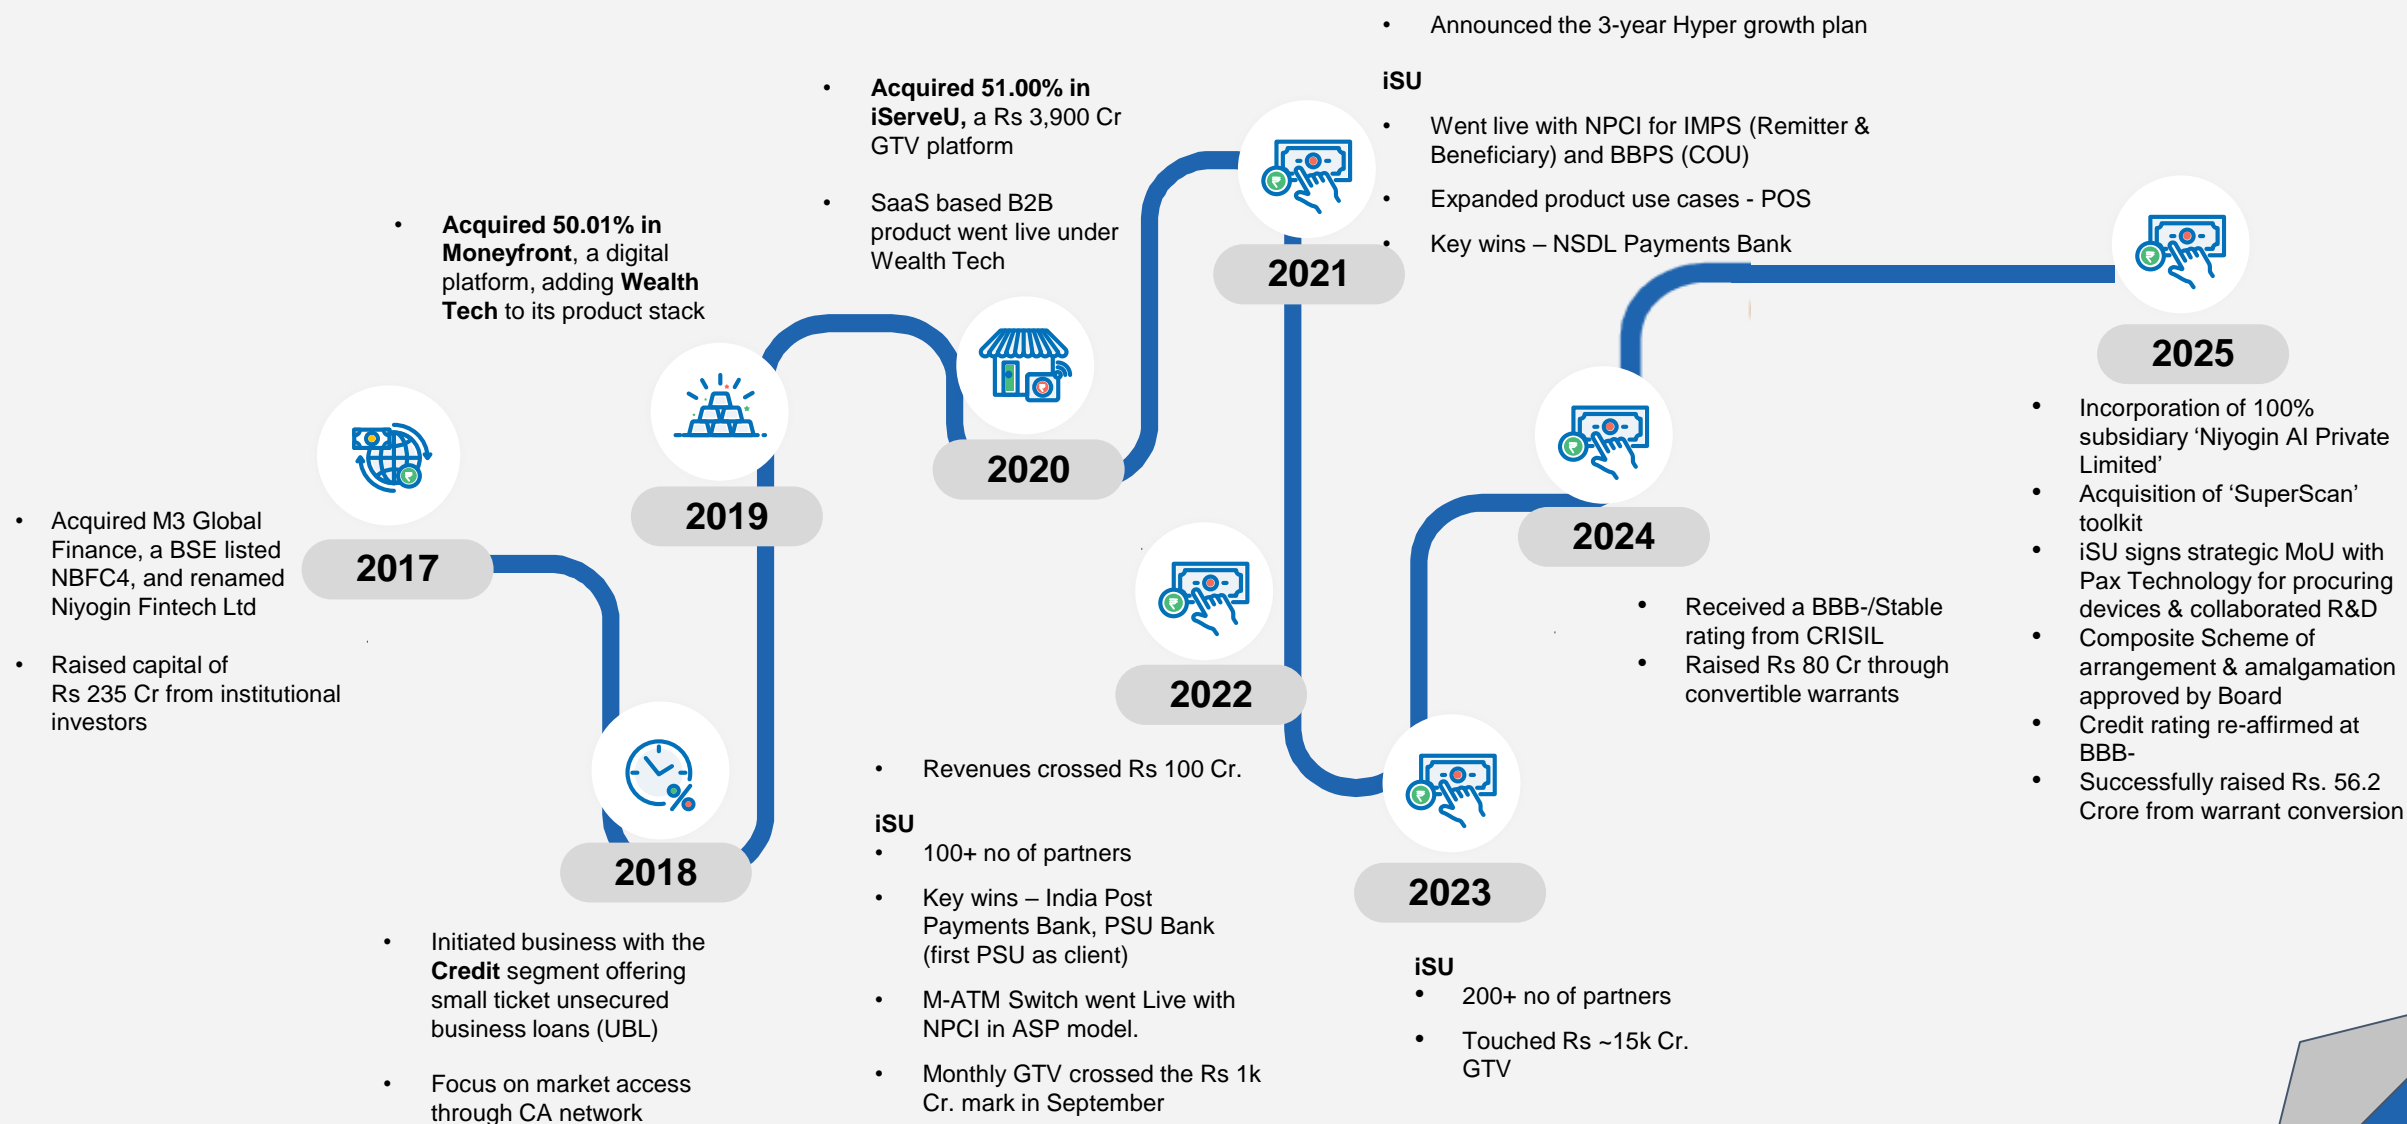 2017
• Acquired M3 Global
Finance, a BSE listed
NBFC4, and renamed
Niyogin Fintech Ltd
• Raised capital of
Rs 235 Cr from institutional
investors
2018
• Initiated business with the
Credit segment offering
small ticket unsecured
business loans (UBL)
• Focus on market access
through CA network
• Acquired 50.01% in
Moneyfront, a digital
platform, adding Wealth
Tech to its product stack
2019
• Acquired 51.00% in
iServeU, a Rs 3,900 Cr
GTV platform
• SaaS based B2B
product went live under
Wealth Tech
2020
2021
• Announced the 3-year Hyper growth plan
iSU
• Went live with NPCI for IMPS (Remitter &
Beneficiary) and BBPS (COU)
• Expanded product use cases - POS
• Key wins – NSDL Payments Bank
2022
• Revenues crossed Rs 100 Cr.
iSU
• 100+ no of partners
• Key wins – India Post
Payments Bank, PSU Bank
(first PSU as client)
• M-ATM Switch went Live with
NPCI in ASP model.
• Monthly GTV crossed the Rs 1k
Cr. mark in September
2023
iSU
• 200+ no of partners
• Touched Rs ~15k Cr.
GTV
2024
• Received a BBB-/Stable
rating from CRISIL
• Raised Rs 80 Cr through
convertible warrants
2025
• Incorporation of 100%
subsidiary ‘Niyogin AI Private
Limited’
• Acquisition of ‘SuperScan’
toolkit
• iSU signs strategic MoU with
Pax Technology for procuring
devices & collaborated R&D
• Composite Scheme of
arrangement & amalgamation
approved by Board
• Credit rating re-affirmed at
BBB-
• Successfully raised Rs. 56.2
Crore from warrant conversion